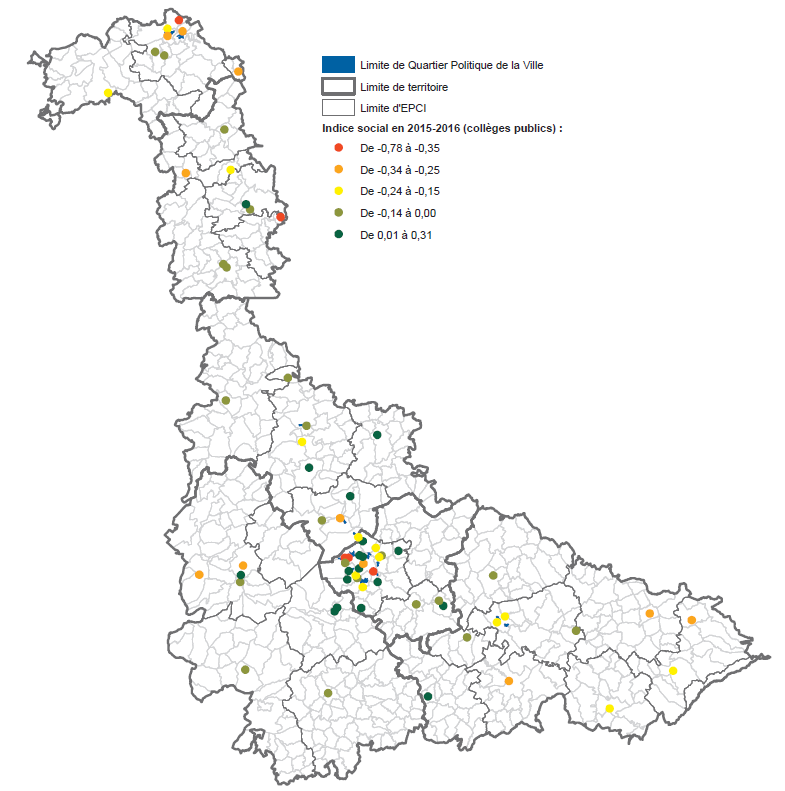 Limite de Quartier Politique de la Ville
Limite de territoire
Limite d'EPCI
Indice social en 2015-2016 (collèges publics) :
De -0,78 à -0,35
De -0,34 à -0,25
De -0,24 à -0,15
De -0,14 à 0,00
De 0,01 à 0,31